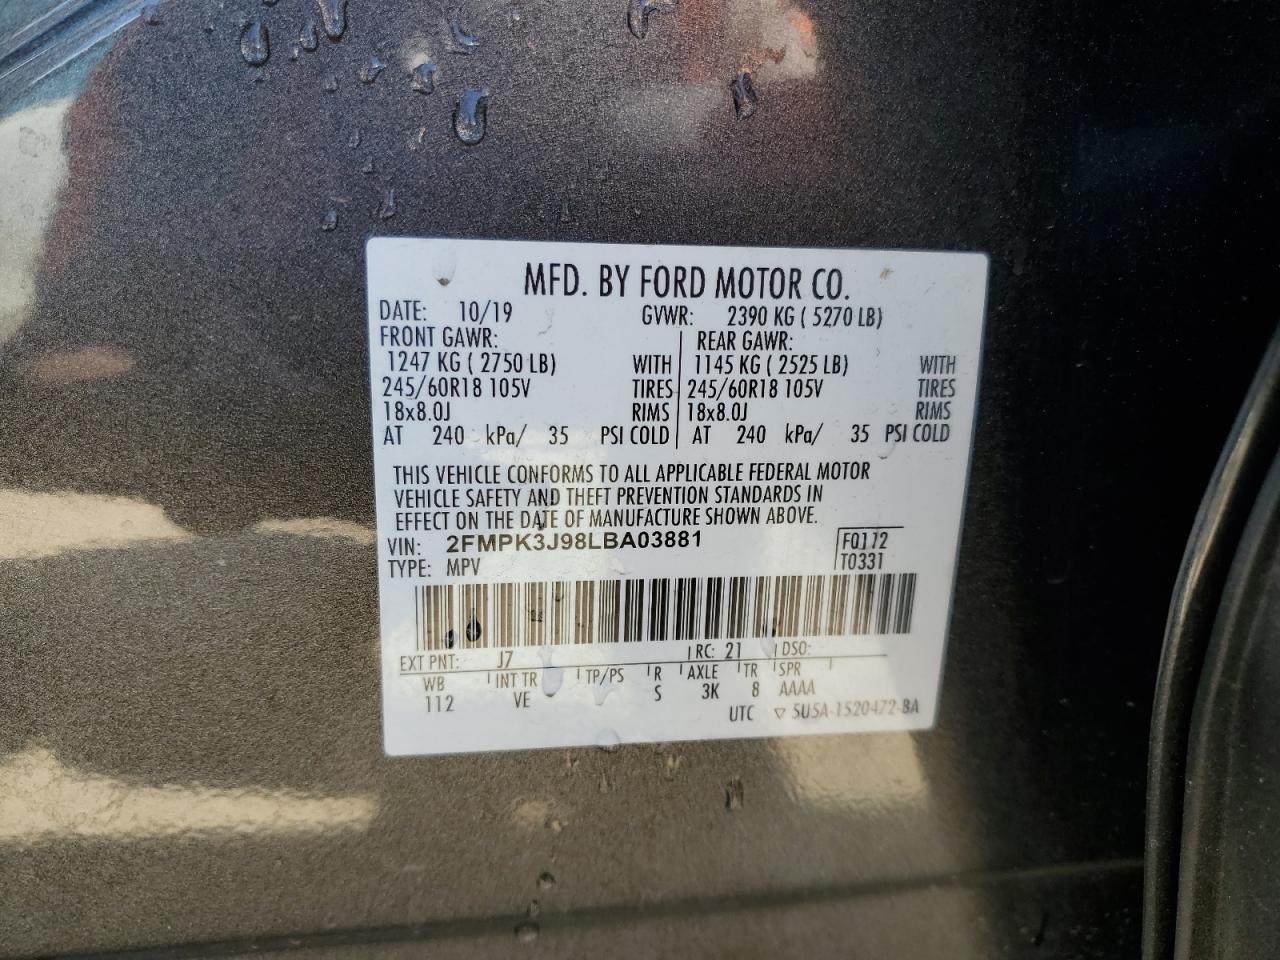 MFD. BY FORD MOTOR CO.
DATE: 10/19 GVWR: 2390 KG ( 5270 LB)
FRONT GAWR: REAR GAWR:
1247 KG ( 2750 LB) WITH 1145 KG ( 2525 LB) WITH
245/60R18 105V TIRES 245/60R18 105V TIRES
18x8.0J RIMS 18x8.0J RIMS
AT 240 kPa/ 35 PSI COLD AT 240 kPa/ 35 PSI COLD
THIS VEHICLE CONFORMS TO ALL APPLICABLE FEDERAL MOTOR
VEHICLE SAFETY AND THEFT PREVENTION STANDARDS IN
EFFECT ON THE DATE OF MANUFACTURE SHOWN ABOVE.
VIN: 2FMPK3J98LBA03881 F0172
TYPE: MPV T0331
EXT PNT: J7 RC: 21 DSO:
WB INT TR TP/PS R AXLE TR SPR
112 VE S 3K 8 AAAA
UTC ▽ 5U5A-1520472-BA